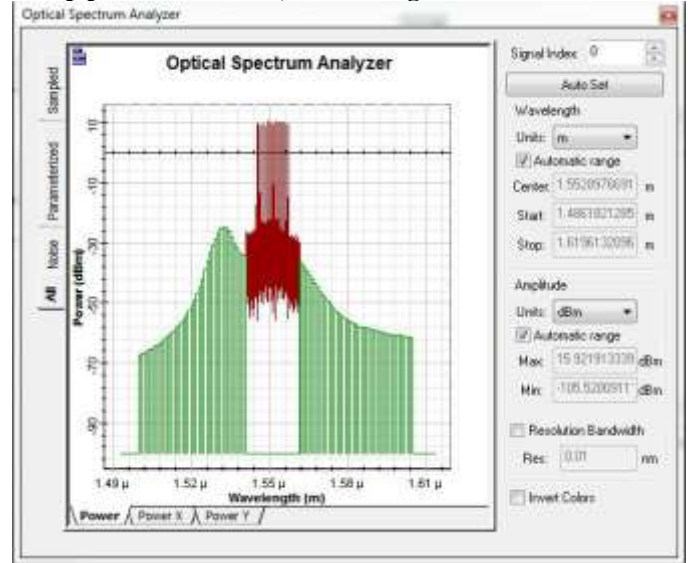 Optical Spectrum Analyzer
Optical Spectrum Analyzer
Sampled
Parameterized
Noise
All
Power (dBm)
10
-10
-30
-50
-70
-90
1.49 µ
1.52 µ
1.55 µ
1.58 µ
1.61 µ
Wavelength (m)
Power
Power X
Power Y
Signal Index: 0
Auto Set
Wavelength
Units: m
Automatic range
Center: m
Start: m
Stop: m
Amplitude
Units: dBm
Automatic range
Max: dBm
Min: dBm
Resolution Bandwidth
Res: 0.01 nm
Invert Colors